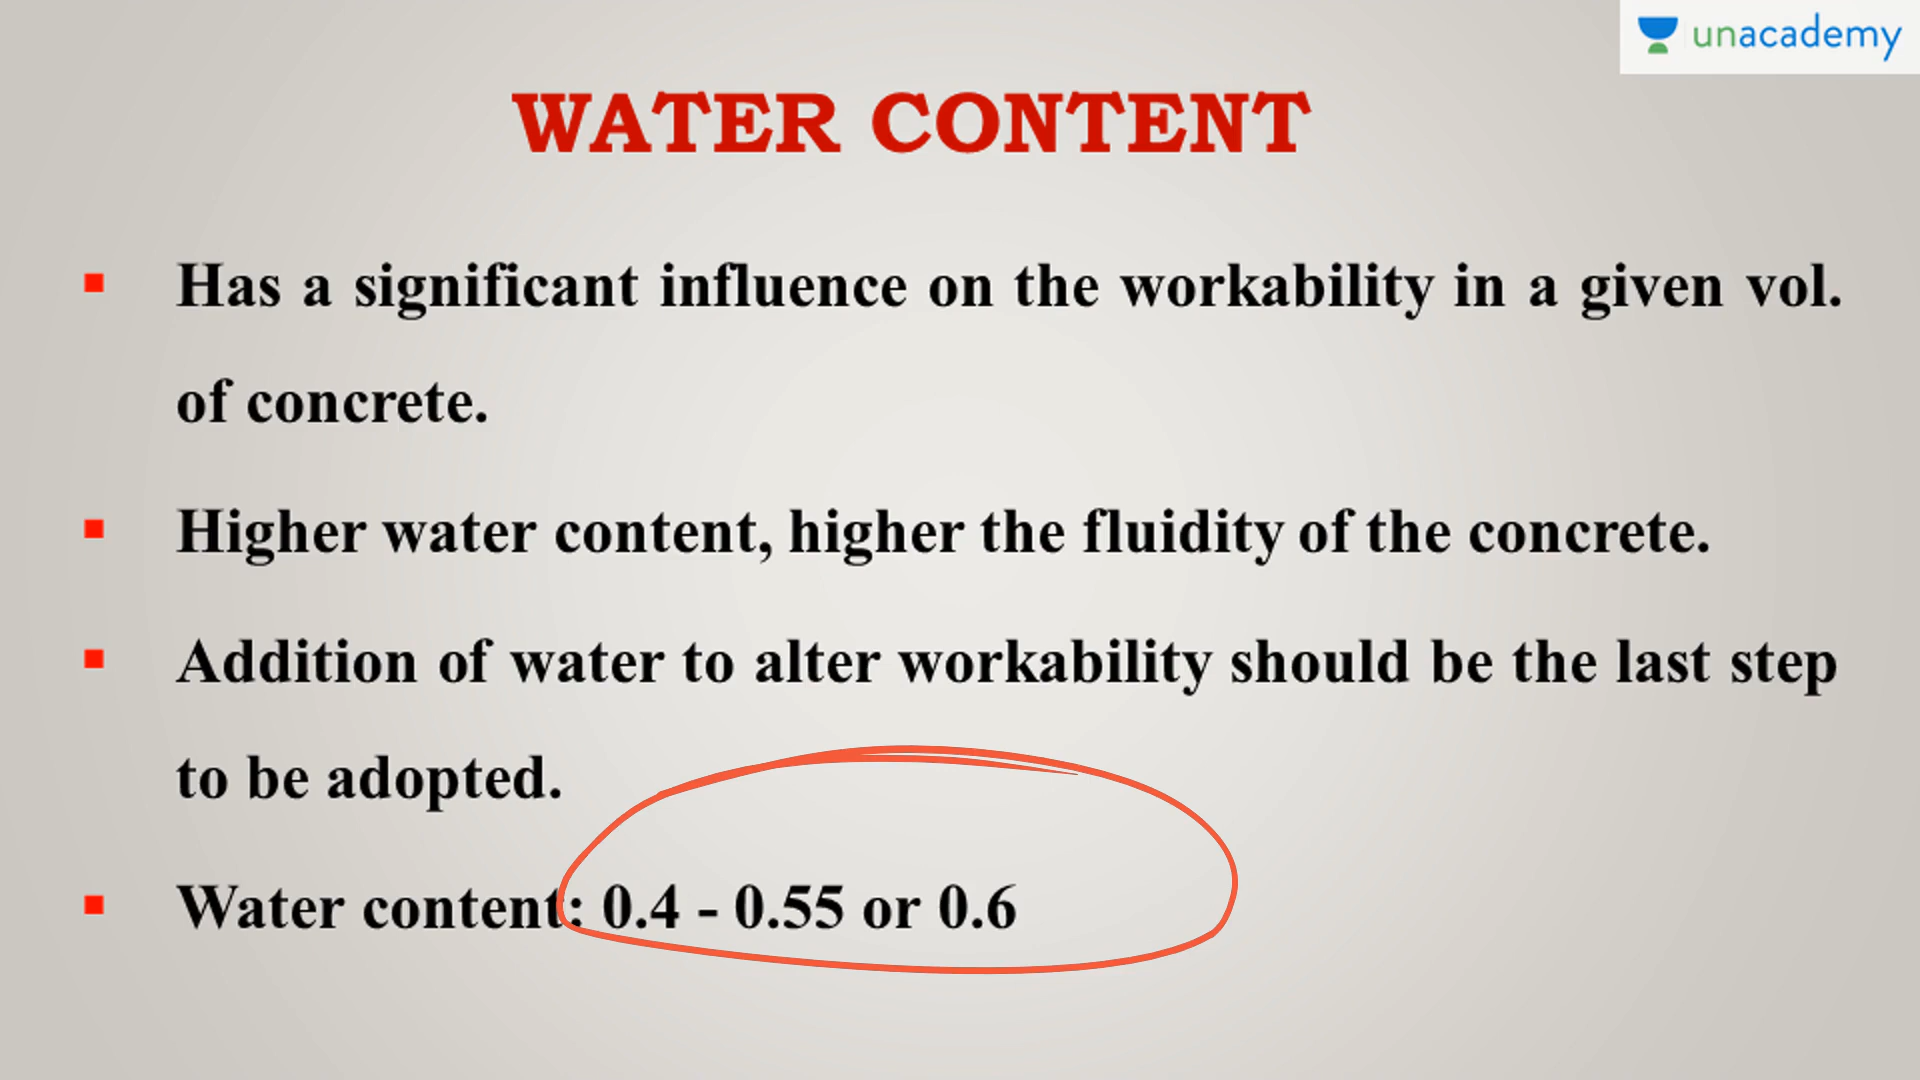 unacademy
WATER CONTENT
▪ Has a significant influence on the workability in a given vol.
of concrete.
▪ Higher water content, higher the fluidity of the concrete.
▪ Addition of water to alter workability should be the last step
to be adopted.
▪ Water content: 0.4 - 0.55 or 0.6